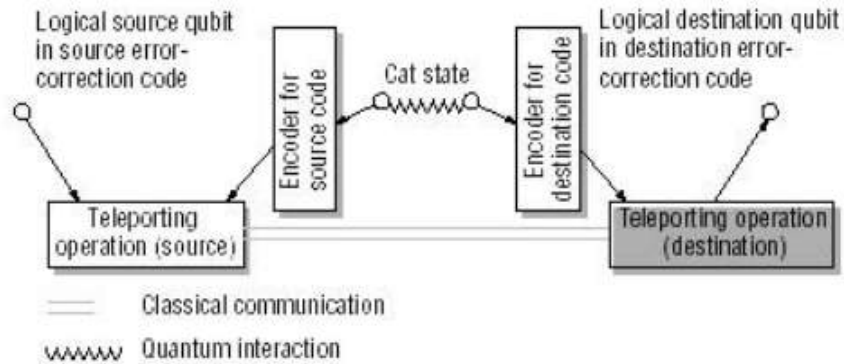 Logical source qubit
in source error-
correction code
Encoder for
source code
Cat state
Encoder for
destination code
Logical destination qubit
in destination error-
correction code
Teleporting
operation (source)
Teleporting operation
(destination)
Classical communication
Quantum interaction